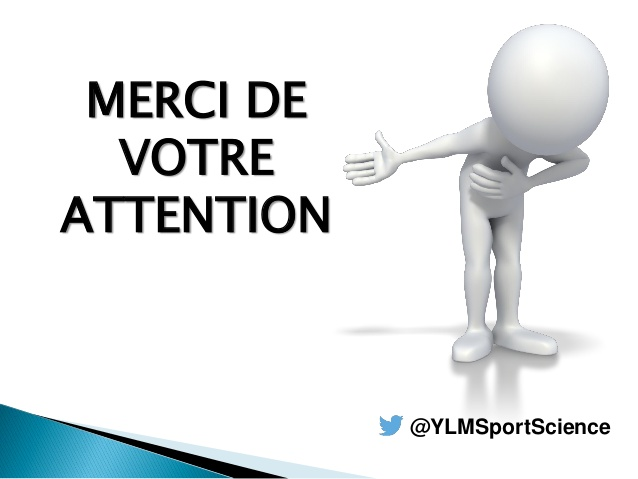 MERCI DE
VOTRE
ATTENTION
@YLMSportScience